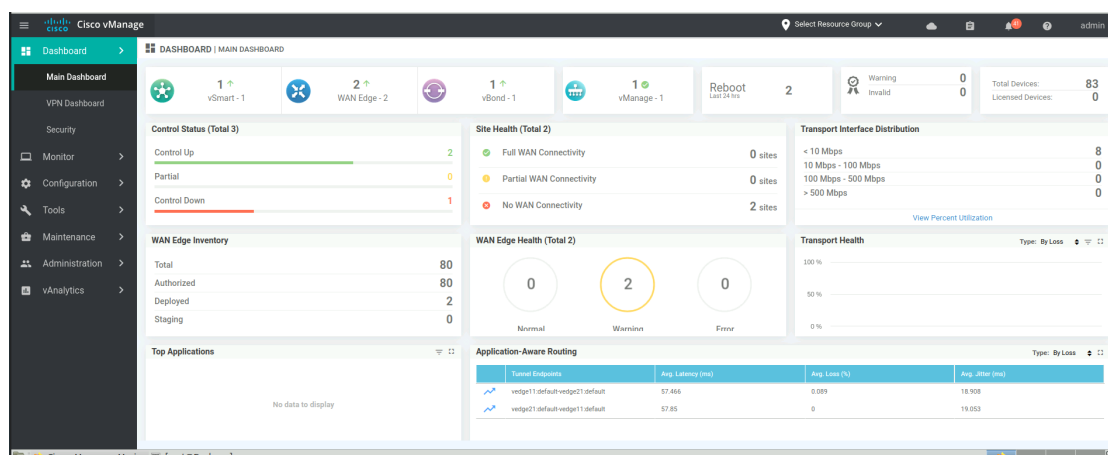 cisco Cisco vManage
Select Resource Group
41
admin
Dashboard
DASHBOARD | MAIN DASHBOARD
Main Dashboard
VPN Dashboard
Security
Monitor
Configuration
Tools
Maintenance
Administration
vAnalytics
1 ↑
vSmart - 1
2 ↑
WAN Edge - 2
1 ↑
vBond - 1
1
vManage - 1
Reboot 2
Last 24 hrs
Warning 0
Invalid 0
Total Devices: 83
Licensed Devices: 0
Control Status (Total 3)
Control Up 2
Partial 0
Control Down 1
Site Health (Total 2)
Full WAN Connectivity 0 sites
Partial WAN Connectivity 0 sites
No WAN Connectivity 2 sites
Transport Interface Distribution
< 10 Mbps 8
10 Mbps - 100 Mbps 0
100 Mbps - 500 Mbps 0
> 500 Mbps 0
View Percent Utilization
WAN Edge Inventory
Total 80
Authorized 80
Deployed 2
Staging 0
WAN Edge Health (Total 2)
0 2 0
Normal Warning Error
Transport Health Type: By Loss
100 %
50 %
0 %
Top Applications
No data to display
Application-Aware Routing Type: By Loss
Tunnel Endpoints Avg. Latency (ms) Avg. Loss (%) Avg. Jitter (ms)
vedge11:default-vedge21:default 57.466 0.089 18.908
vedge21:default-vedge11:default 57.85 0 19.053